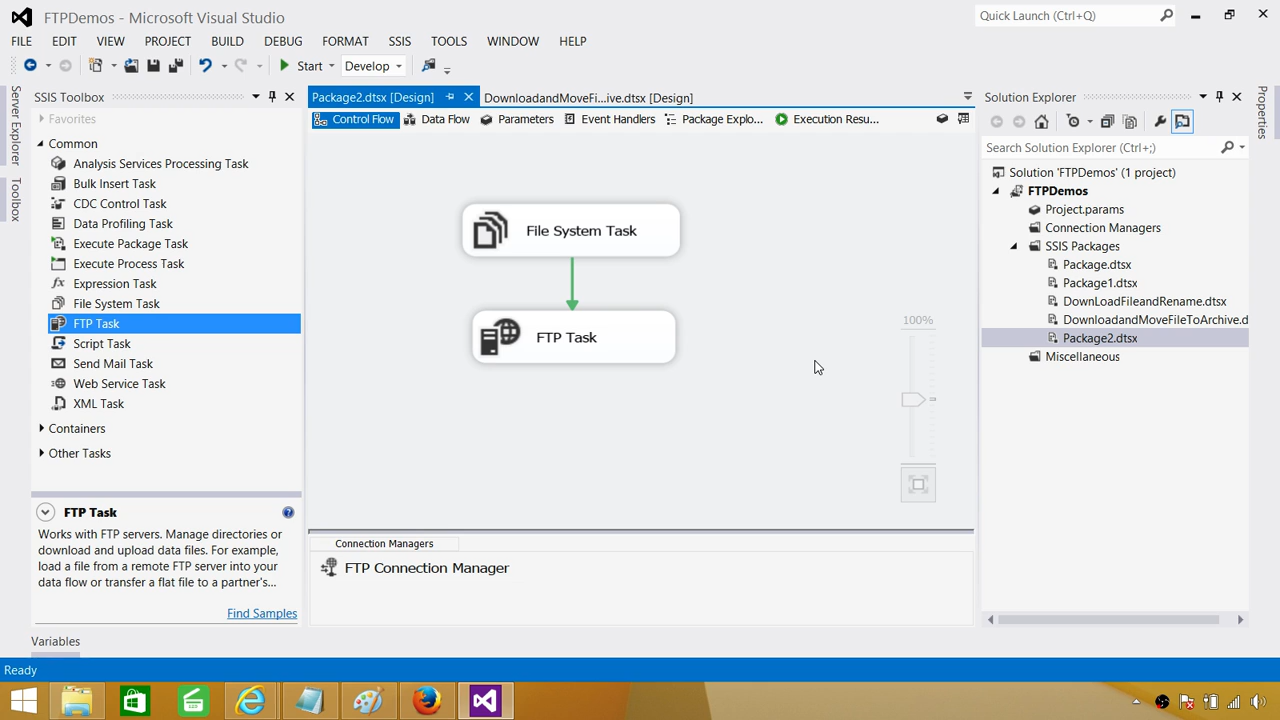 FTPDemos - Microsoft Visual Studio
Quick Launch (Ctrl+Q)
FILE EDIT VIEW PROJECT BUILD DEBUG FORMAT SSIS TOOLS WINDOW HELP
Start Develop
Server Explorer
Toolbox
SSIS Toolbox
Favorites
Common
Analysis Services Processing Task
Bulk Insert Task
CDC Control Task
Data Profiling Task
Execute Package Task
Execute Process Task
Expression Task
File System Task
FTP Task
Script Task
Send Mail Task
Web Service Task
XML Task
Containers
Other Tasks
FTP Task
Works with FTP servers. Manage directories or
download and upload data files. For example,
load a file from a remote FTP server into your
data flow or transfer a flat file to a partner's...
Find Samples
Package2.dtsx [Design] DownloadandMoveFi...ive.dtsx [Design]
Control Flow Data Flow Parameters Event Handlers Package Explo... Execution Resu...
File System Task
FTP Task
100%
Connection Managers
FTP Connection Manager
Solution Explorer
Search Solution Explorer (Ctrl+;)
Solution 'FTPDemos' (1 project)
FTPDemos
Project.params
Connection Managers
SSIS Packages
Package.dtsx
Package1.dtsx
DownLoadFileandRename.dtsx
DownloadandMoveFileToArchive.d
Package2.dtsx
Miscellaneous
Properties
Variables
Ready